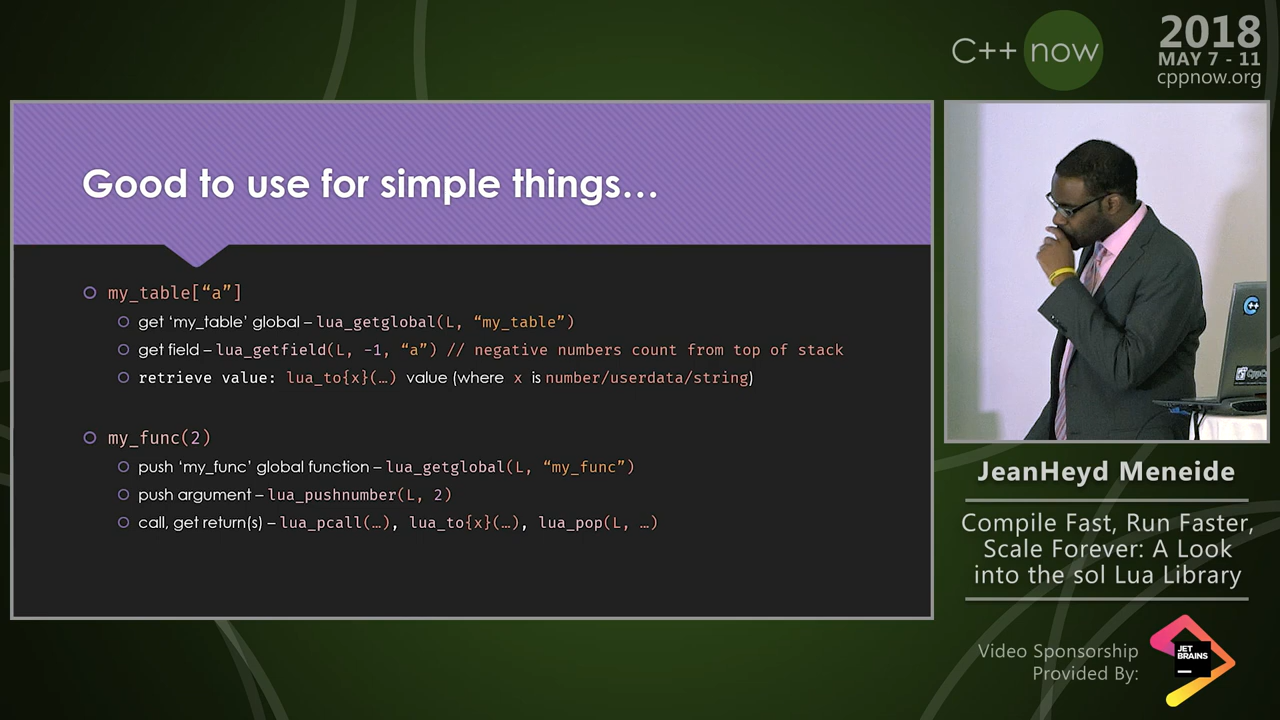 C++ now
2018
MAY 7 - 11
cppnow.org
Good to use for simple things…
my_table[“a”]
get ‘my_table’ global – lua_getglobal(L, “my_table”)
get field – lua_getfield(L, -1, “a”) // negative numbers count from top of stack
retrieve value: lua_to{x}(…) value (where x is number/userdata/string)
my_func(2)
push ‘my_func’ global function – lua_getglobal(L, “my_func”)
push argument – lua_pushnumber(L, 2)
call, get return(s) – lua_pcall(…), lua_to{x}(…), lua_pop(L, …)
JeanHeyd Meneide
Compile Fast, Run Faster,
Scale Forever: A Look
into the sol Lua Library
Video Sponsorship
Provided By:
JET
BRAINS